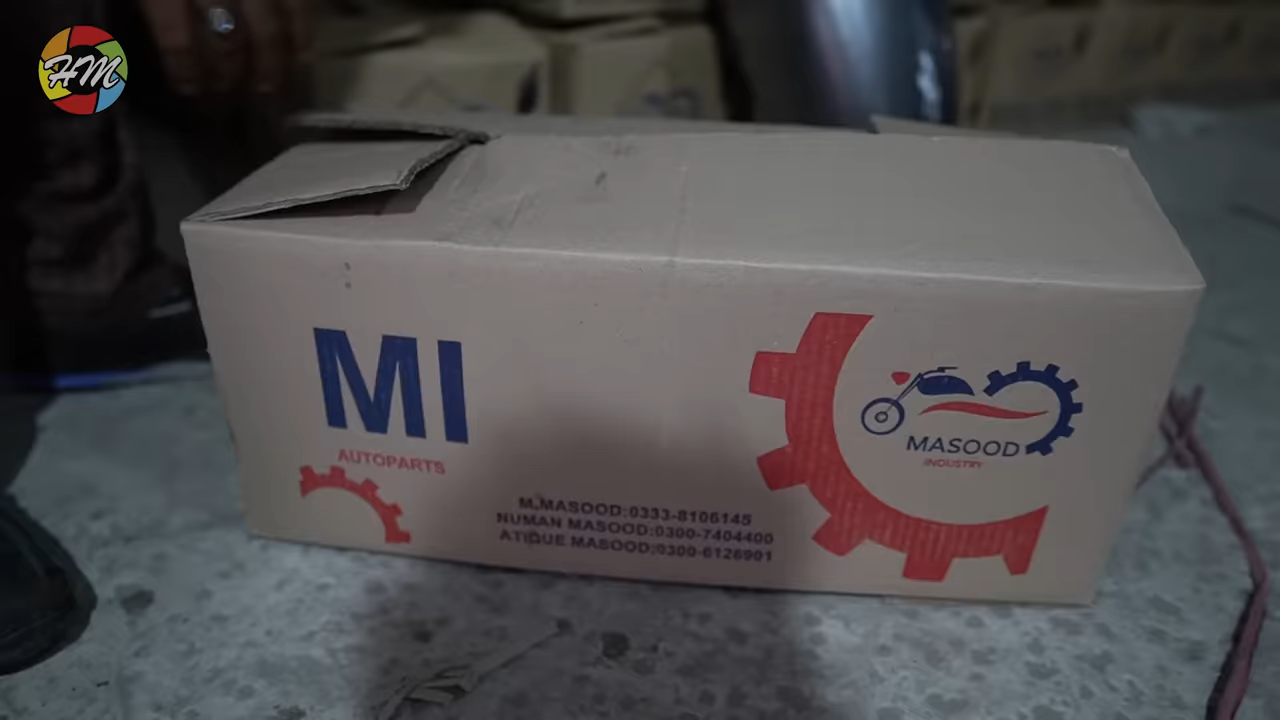 HM
MI
AUTOPARTS
MASOOD
INDUSTRY
M.MASOOD:0333-8106145
NUMAN MASOOD:0300-7404400
ATIQUE MASOOD:0300-6126901